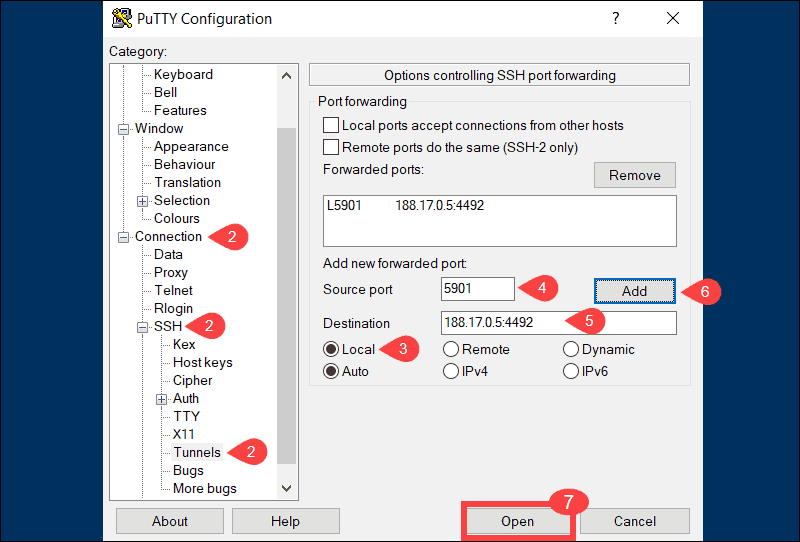 PuTTY Configuration
?
Category:
Keyboard
Bell
Features
Window
Appearance
Behaviour
Translation
Selection
Colours
Connection 2
Data
Proxy
Telnet
Rlogin
SSH 2
Kex
Host keys
Cipher
Auth
TTY
X11
Tunnels 2
Bugs
More bugs
Options controlling SSH port forwarding
Port forwarding
Local ports accept connections from other hosts
Remote ports do the same (SSH-2 only)
Forwarded ports:
Remove
L5901 188.17.0.5:4492
Add new forwarded port:
Source port 5901 4 Add 6
Destination 188.17.0.5:4492 5
Local 3 Remote Dynamic
Auto IPv4 IPv6
7
About Help Open Cancel